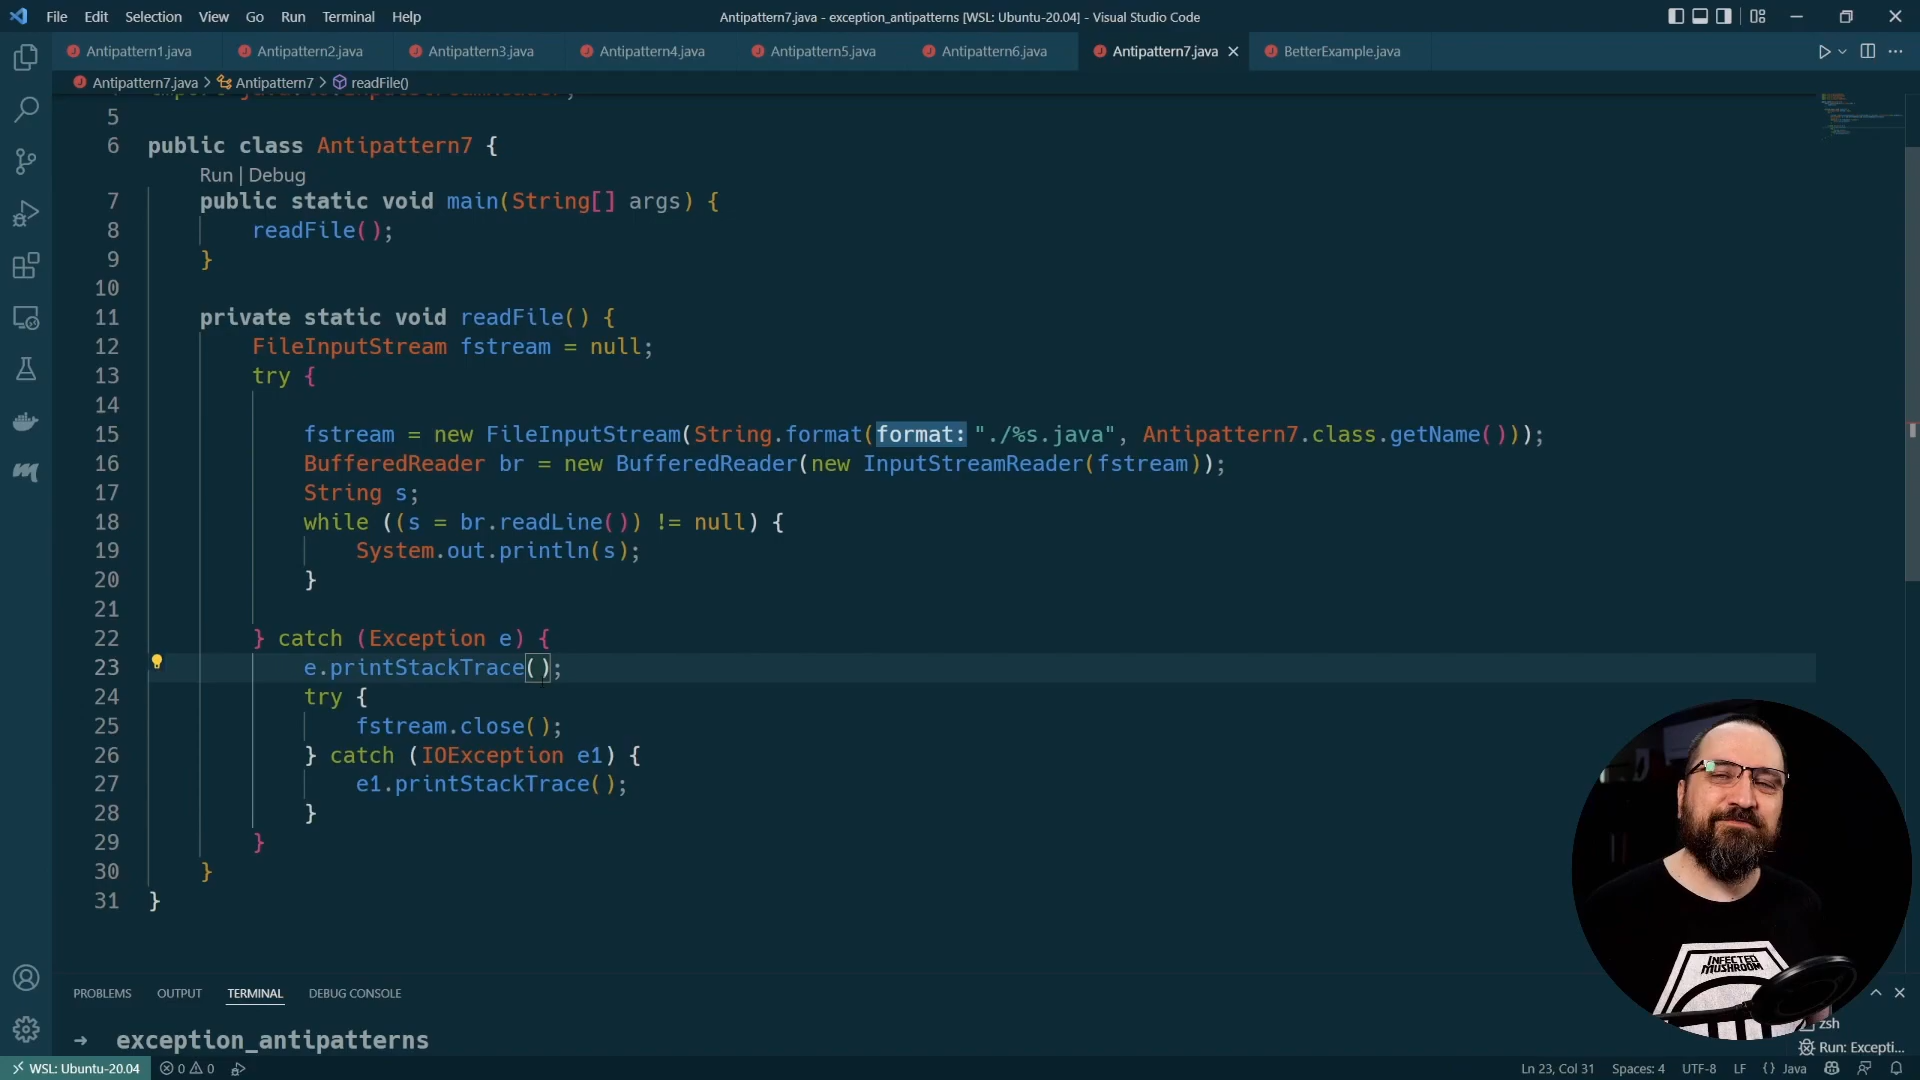 File Edit Selection View Go Run Terminal Help
Antipattern7.java - exception_antipatterns [WSL: Ubuntu-20.04] - Visual Studio Code
Antipattern1.java Antipattern2.java Antipattern3.java Antipattern4.java Antipattern5.java Antipattern6.java Antipattern7.java BetterExample.java
Antipattern7.java > Antipattern7 > readFile()
5
6 public class Antipattern7 {
Run | Debug
7 public static void main(String[] args) {
8 readFile();
9 }
10
11 private static void readFile() {
12 FileInputStream fstream = null;
13 try {
14
15 fstream = new FileInputStream(String.format(format: "./%s.java", Antipattern7.class.getName()));
16 BufferedReader br = new BufferedReader(new InputStreamReader(fstream));
17 String s;
18 while ((s = br.readLine()) != null) {
19 System.out.println(s);
20 }
21
22 } catch (Exception e) {
23 e.printStackTrace();
24 try {
25 fstream.close();
26 } catch (IOException e1) {
27 e1.printStackTrace();
28 }
29 }
30 }
31 }
INFECTED
MUSHROOM
PROBLEMS OUTPUT TERMINAL DEBUG CONSOLE
→ exception_antipatterns
zsh
Run: Excepti...
WSL: Ubuntu-20.04 0 0 Ln 23, Col 31 Spaces: 4 UTF-8 LF {} Java